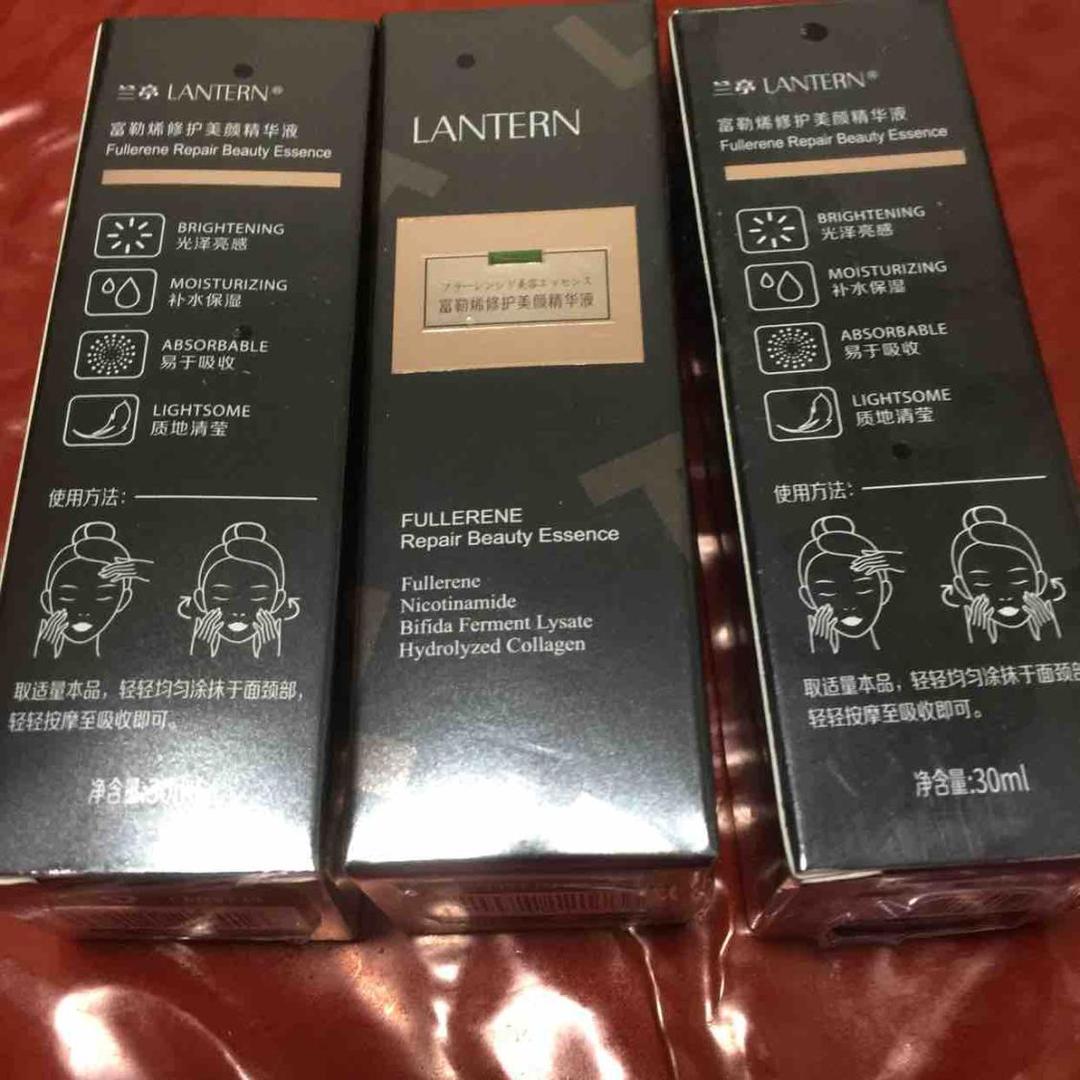 兰亭 LANTERN®
富勒烯修护美颜精华液
Fullerene Repair Beauty Essence
BRIGHTENING
光泽亮感
MOISTURIZING
补水保湿
ABSORBABLE
易于吸收
LIGHTSOME
质地清莹
使用方法:
取适量本品，轻轻均匀涂抹于面颈部，
轻轻按摩至吸收即可。
净含量:
LANTERN
富勒烯修护美颜精华液
FULLERENE
Repair Beauty Essence
Fullerene
Nicotinamide
Bifida Ferment Lysate
Hydrolyzed Collagen
兰亭 LANTERN®
富勒烯修护美颜精华液
Fullerene Repair Beauty Essence
BRIGHTENING
光泽亮感
MOISTURIZING
补水保湿
ABSORBABLE
易于吸收
LIGHTSOME
质地清莹
使用方法:
取适量本品，轻轻均匀涂抹于面颈部
轻轻按摩至吸收即可。
净含量:30ml